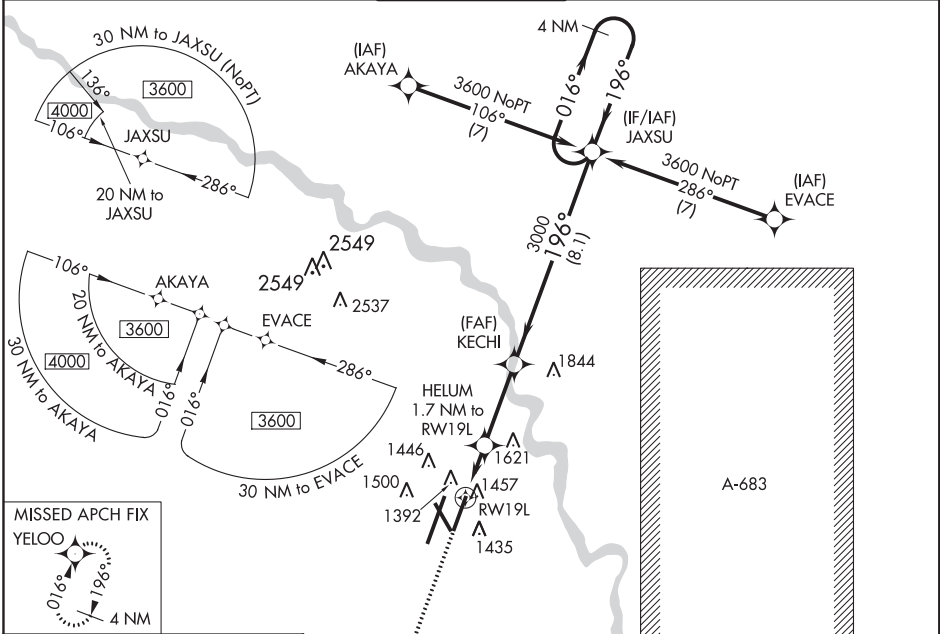 30 NM to JAXSU (NoPT)
136°
3600
4000
106°
JAXSU
286°
20 NM to
JAXSU
4 NM
016°
196°
(IAF)
AKAYA
3600 NoPT
106°
(7)
(IF/IAF)
JAXSU
3600 NoPT
286°
(7)
(IAF)
EVACE
3000
196°
(8.1)
2549
2549
2537
106°
AKAYA
EVACE
286°
20 NM to AKAYA
3600
30 NM to AKAYA
4000
016°
016°
3600
30 NM to EVACE
(FAF)
KECHI
1844
HELUM
1.7 NM to
RW19L
1446
1621
1500
1457
1392
RW19L
1435
A-683
MISSED APCH FIX
YELOO
016°
196°
4 NM